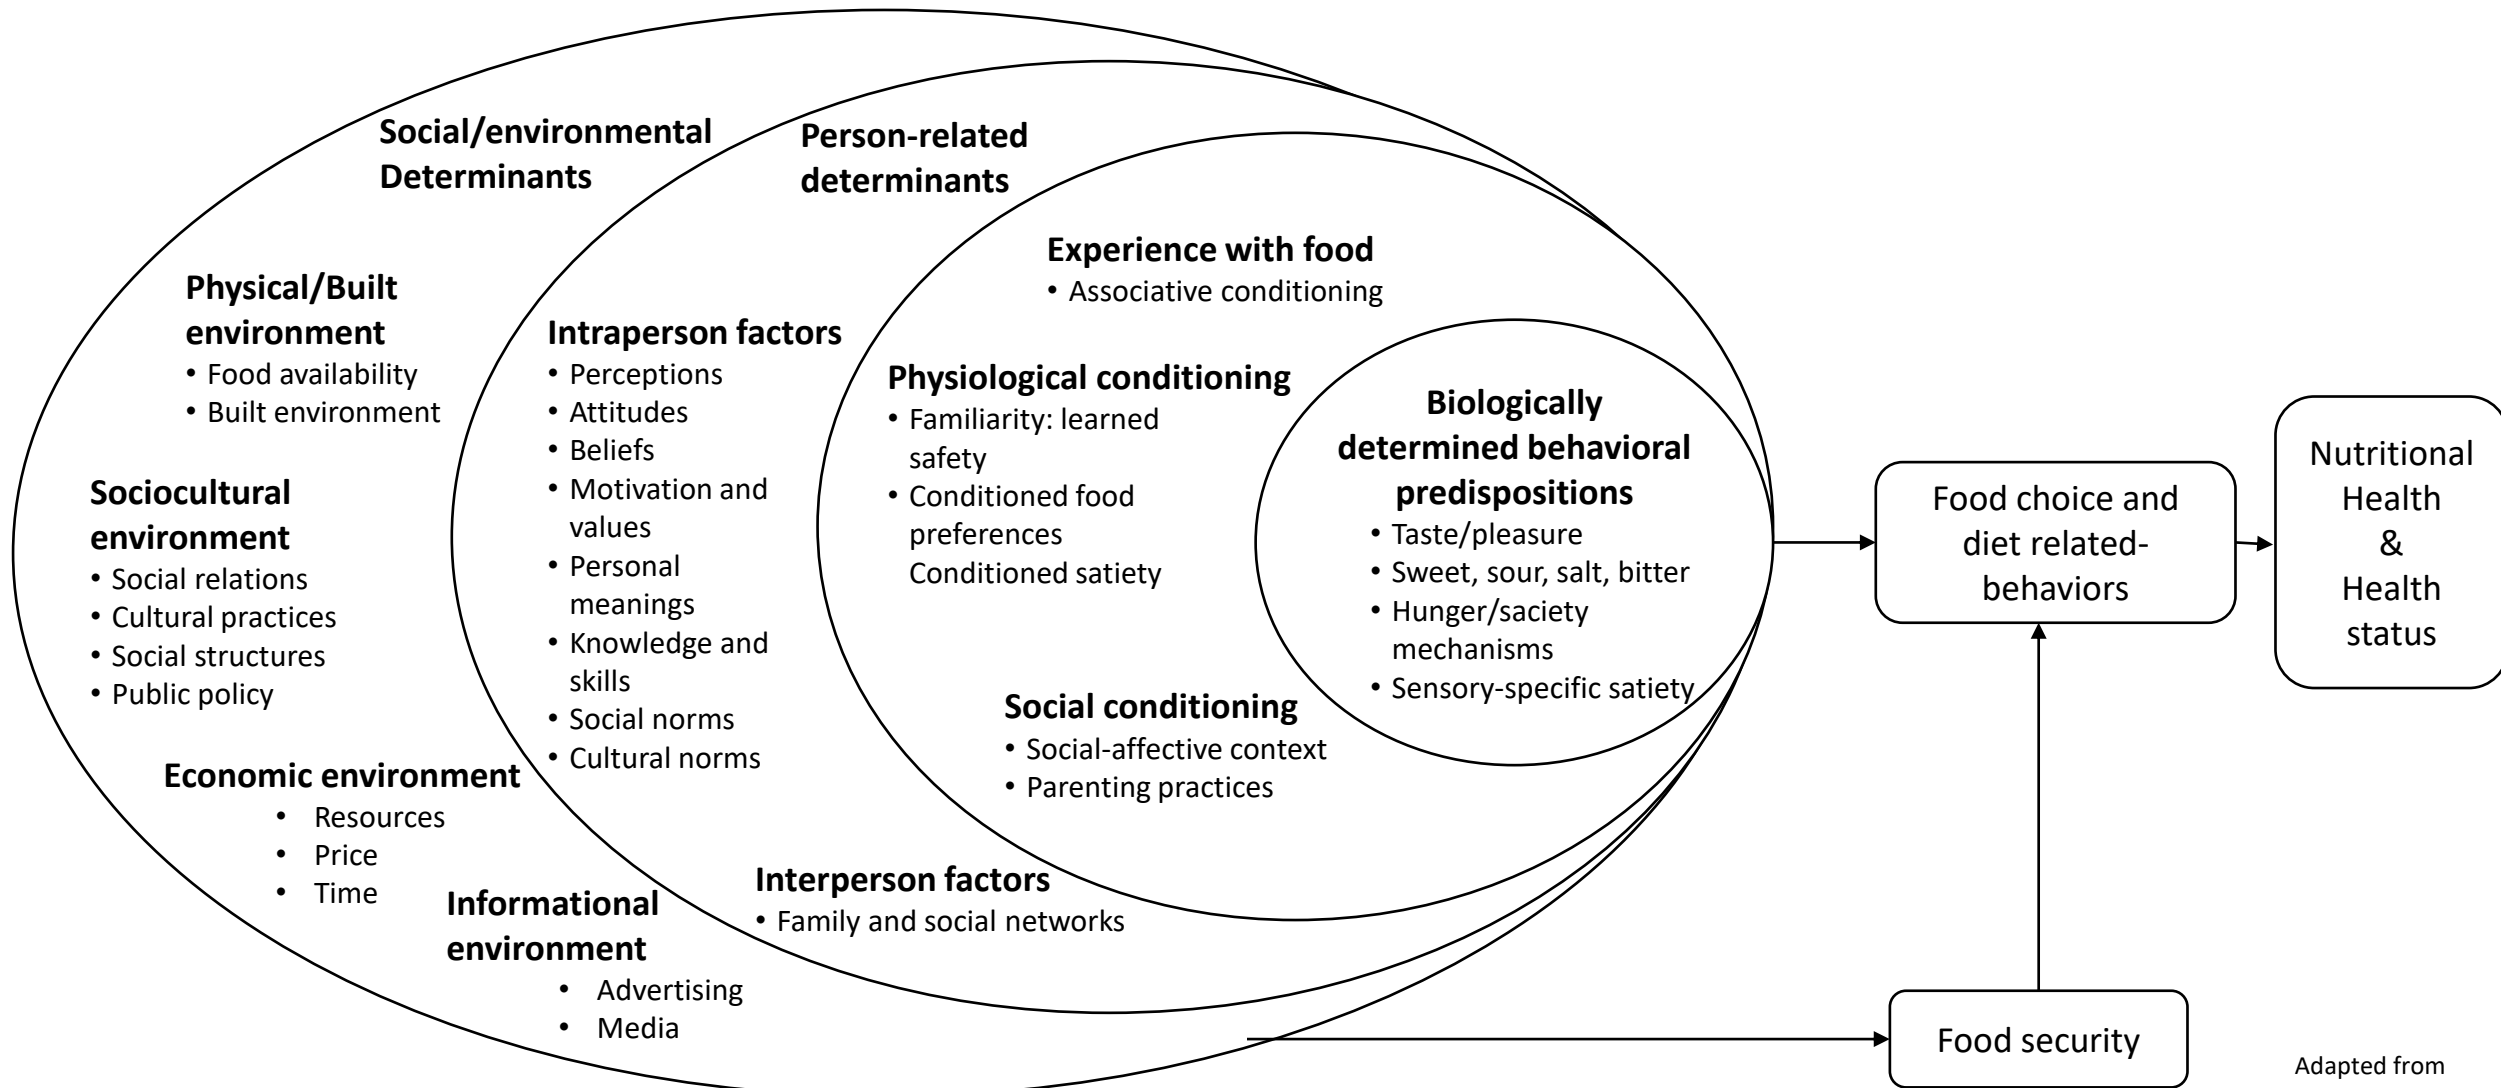 Social/environmental
Determinants
Physical/Built
environment
• Food availability
• Built environment
Sociocultural
environment
• Social relations
• Cultural practices
• Social structures
• Public policy
Economic environment
• Resources
• Price
• Time
Informational
environment
• Advertising
• Media
Person-related
determinants
Intraperson factors
• Perceptions
• Attitudes
• Beliefs
• Motivation and
values
• Personal
meanings
• Knowledge and
skills
• Social norms
• Cultural norms
Interperson factors
• Family and social networks
Experience with food
• Associative conditioning
Physiological conditioning
• Familiarity: learned
safety
• Conditioned food
preferences
Conditioned satiety
Social conditioning
• Social-affective context
• Parenting practices
Biologically
determined behavioral
predispositions
• Taste/pleasure
• Sweet, sour, salt, bitter
• Hunger/saciety
mechanisms
• Sensory-specific satiety
Food choice and
diet related-
behaviors
Nutritional
Health
&
Health
status
Food security
Adapted from